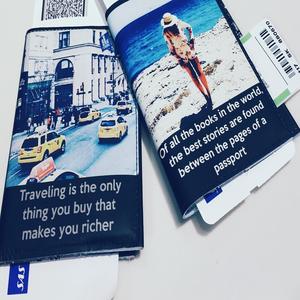 Traveling is the only
thing you buy that
makes you richer
SAS
Of all the books in the world,
the best stories are found
between the pages of a
passport